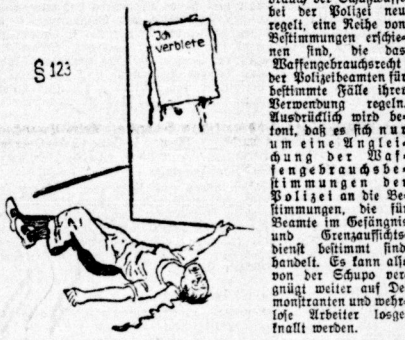 Ich
verbiete
§ 123
brauch der Schußwaffe
bei der Polizei neu
regelt, eine Reihe von
Bestimmungen erschie-
nen sind, die das
Waffengebrauchsrecht
der Polizeibeamten für
bestimmte Fälle ihrer
Verwendung regeln.
Ausdrücklich wird be-
tont, daß es sich nur
um eine Anglei-
chung der Waf-
fengebrauchsbe-
stimmungen der
Polizei an die Be-
stimmungen, die für
Beamte im Gefängnis
und Grenzaufsichts-
dienst bestimmt sind
handelt. Es kann also
von der Schupo ver-
gnügt weiter auf De-
monstranten und wehr-
lose Arbeiter losge-
knallt werden.